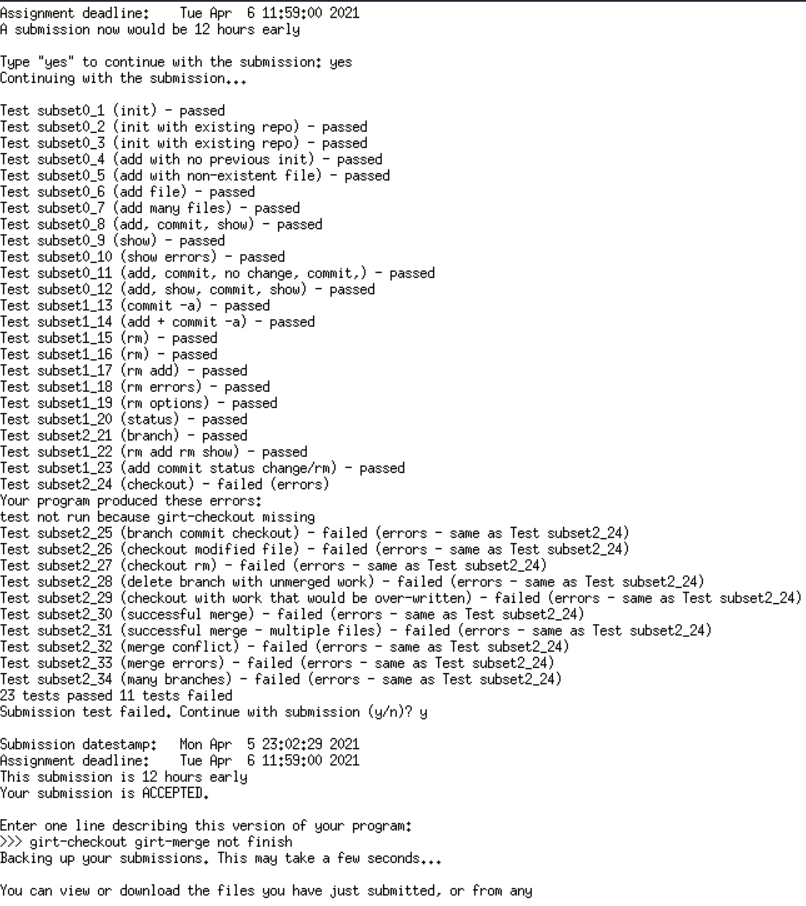 Assignment deadline:   Tue Apr  6 11:59:00 2021
A submission now would be 12 hours early
Type "yes" to continue with the submission: yes
Continuing with the submission...
Test subset0_1 (init) - passed
Test subset0_2 (init with existing repo) - passed
Test subset0_3 (init with existing repo) - passed
Test subset0_4 (add with no previous init) - passed
Test subset0_5 (add with non-existent file) - passed
Test subset0_6 (add file) - passed
Test subset0_7 (add many files) - passed
Test subset0_8 (add, commit, show) - passed
Test subset0_9 (show) - passed
Test subset0_10 (show errors) - passed
Test subset0_11 (add, commit, no change, commit,) - passed
Test subset0_12 (add, show, commit, show) - passed
Test subset1_13 (commit -a) - passed
Test subset1_14 (add + commit -a) - passed
Test subset1_15 (rm) - passed
Test subset1_16 (rm) - passed
Test subset1_17 (rm add) - passed
Test subset1_18 (rm errors) - passed
Test subset1_19 (rm options) - passed
Test subset1_20 (status) - passed
Test subset2_21 (branch) - passed
Test subset1_22 (rm add rm show) - passed
Test subset1_23 (add commit status change/rm) - passed
Test subset2_24 (checkout) - failed (errors)
Your program produced these errors:
test not run because girt-checkout missing
Test subset2_25 (branch commit checkout) - failed (errors - same as Test subset2_24)
Test subset2_26 (checkout modified file) - failed (errors - same as Test subset2_24)
Test subset2_27 (checkout rm) - failed (errors - same as Test subset2_24)
Test subset2_28 (delete branch with unmerged work) - failed (errors - same as Test subset2_24)
Test subset2_29 (checkout with work that would be over-written) - failed (errors - same as Test subset2_24)
Test subset2_30 (successful merge) - failed (errors - same as Test subset2_24)
Test subset2_31 (successful merge - multiple files) - failed (errors - same as Test subset2_24)
Test subset2_32 (merge conflict) - failed (errors - same as Test subset2_24)
Test subset2_33 (merge errors) - failed (errors - same as Test subset2_24)
Test subset2_34 (many branches) - failed (errors - same as Test subset2_24)
23 tests passed 11 tests failed
Submission test failed. Continue with submission (y/n)? y
Submission datestamp:   Mon Apr  5 23:02:29 2021
Assignment deadline:   Tue Apr  6 11:59:00 2021
This submission is 12 hours early
Your submission is ACCEPTED.
Enter one line describing this version of your program:
>>> girt-checkout girt-merge not finish
Backing up your submissions. This may take a few seconds...
You can view or download the files you have just submitted, or from any